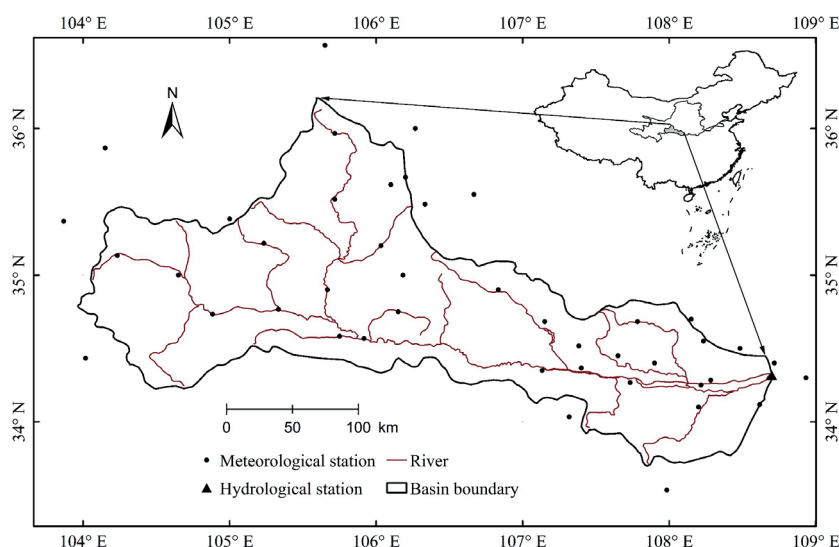 104° E 105° E 106° E 107° E 108° E 109° E
N
36° N 36° N
35° N 35° N
34° N 34° N
0 50 100 km
Meteorological station River
Hydrological station Basin boundary
104° E 105° E 106° E 107° E 108° E 109° E